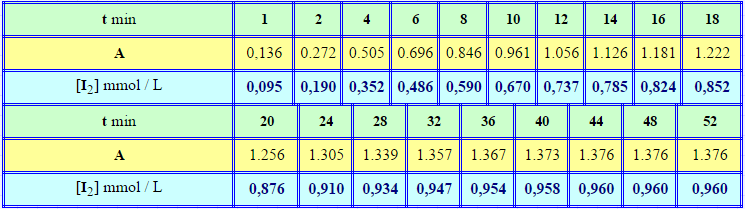 t min 1 2 4 6 8 10 12 14 16 18
A 0,136 0.272 0.505 0.696 0.846 0.961 1.056 1.126 1.181 1.222
[I₂] mmol / L 0,095 0,190 0,352 0,486 0,590 0,670 0,737 0,785 0,824 0,852
t min 20 24 28 32 36 40 44 48 52
A 1.256 1.305 1.339 1.357 1.367 1.373 1.376 1.376 1.376
[I₂] mmol / L 0,876 0,910 0,934 0,947 0,954 0,958 0,960 0,960 0,960